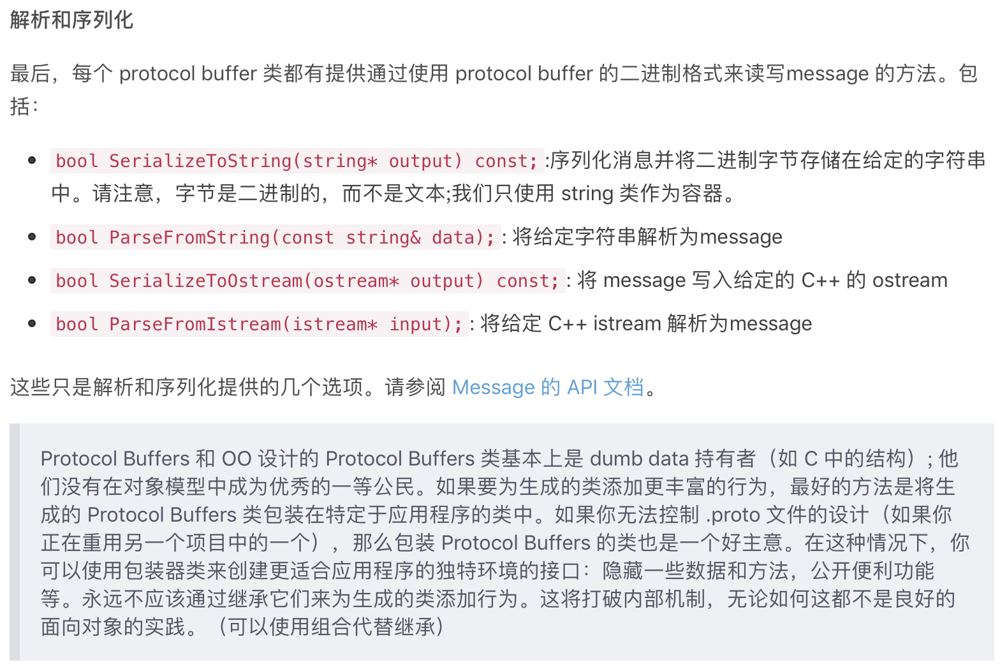 解析和序列化
最后，每个 protocol buffer 类都有提供通过使用 protocol buffer 的二进制格式来读写message 的方法。包
括：
bool SerializeToString(string* output) const;:序列化消息并将二进制字节存储在给定的字符串
中。请注意，字节是二进制的，而不是文本;我们只使用 string 类作为容器。
bool ParseFromString(const string& data);: 将给定字符串解析为message
bool SerializeToOstream(ostream* output) const;: 将 message 写入给定的 C++ 的 ostream
bool ParseFromIstream(istream* input);: 将给定 C++ istream 解析为message
这些只是解析和序列化提供的几个选项。请参阅 Message 的 API 文档。
Protocol Buffers 和 OO 设计的 Protocol Buffers 类基本上是 dumb data 持有者（如 C 中的结构）; 他
们没有在对象模型中成为优秀的一等公民。如果要为生成的类添加更丰富的行为，最好的方法是将生
成的 Protocol Buffers 类包装在特定于应用程序的类中。如果你无法控制 .proto 文件的设计（如果你
正在重用另一个项目中的一个），那么包装 Protocol Buffers 的类也是一个好主意。在这种情况下，你
可以使用包装器类来创建更适合应用程序的独特环境的接口：隐藏一些数据和方法，公开便利功能
等。永远不应该通过继承它们来为生成的类添加行为。这将打破内部机制，无论如何这都不是良好的
面向对象的实践。（可以使用组合代替继承）